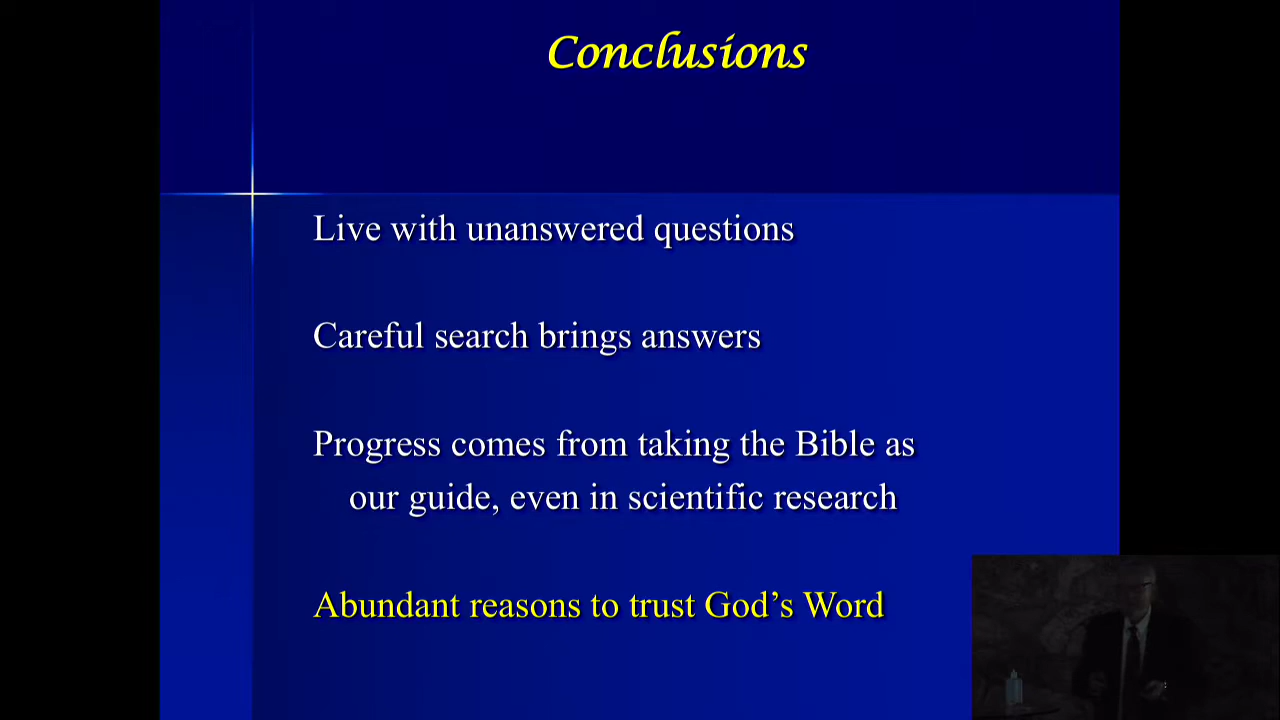 Conclusions
Live with unanswered questions
Careful search brings answers
Progress comes from taking the Bible as
our guide, even in scientific research
Abundant reasons to trust God’s Word